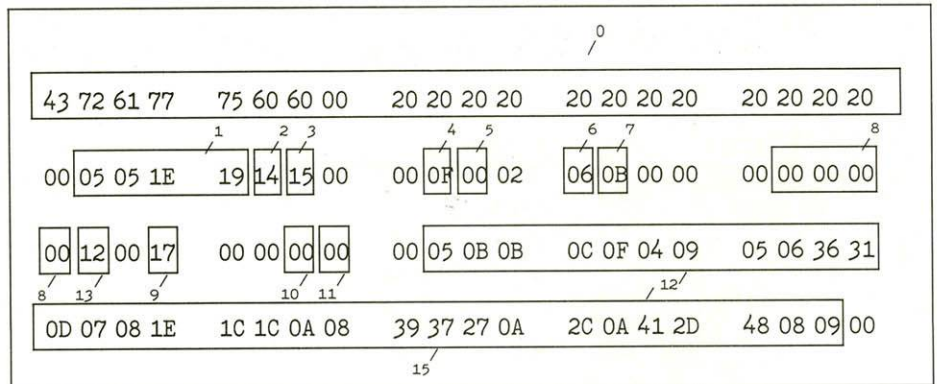 0
43 72 61 77 75 60 60 00 20 20 20 20 20 20 20 20 20 20 20 20
1 2 3 4 5 6 7 8
00 05 05 1E 19 14 15 00 00 0F 00 02 06 0B 00 00 00 00 00 00
00 12 00 17 00 00 00 00 00 05 0B 0B 0C 0F 04 09 05 06 36 31
8 13 9 10 11 12
0D 07 08 1E 1C 1C 0A 08 39 37 27 0A 2C 0A 41 2D 48 08 09 00
15